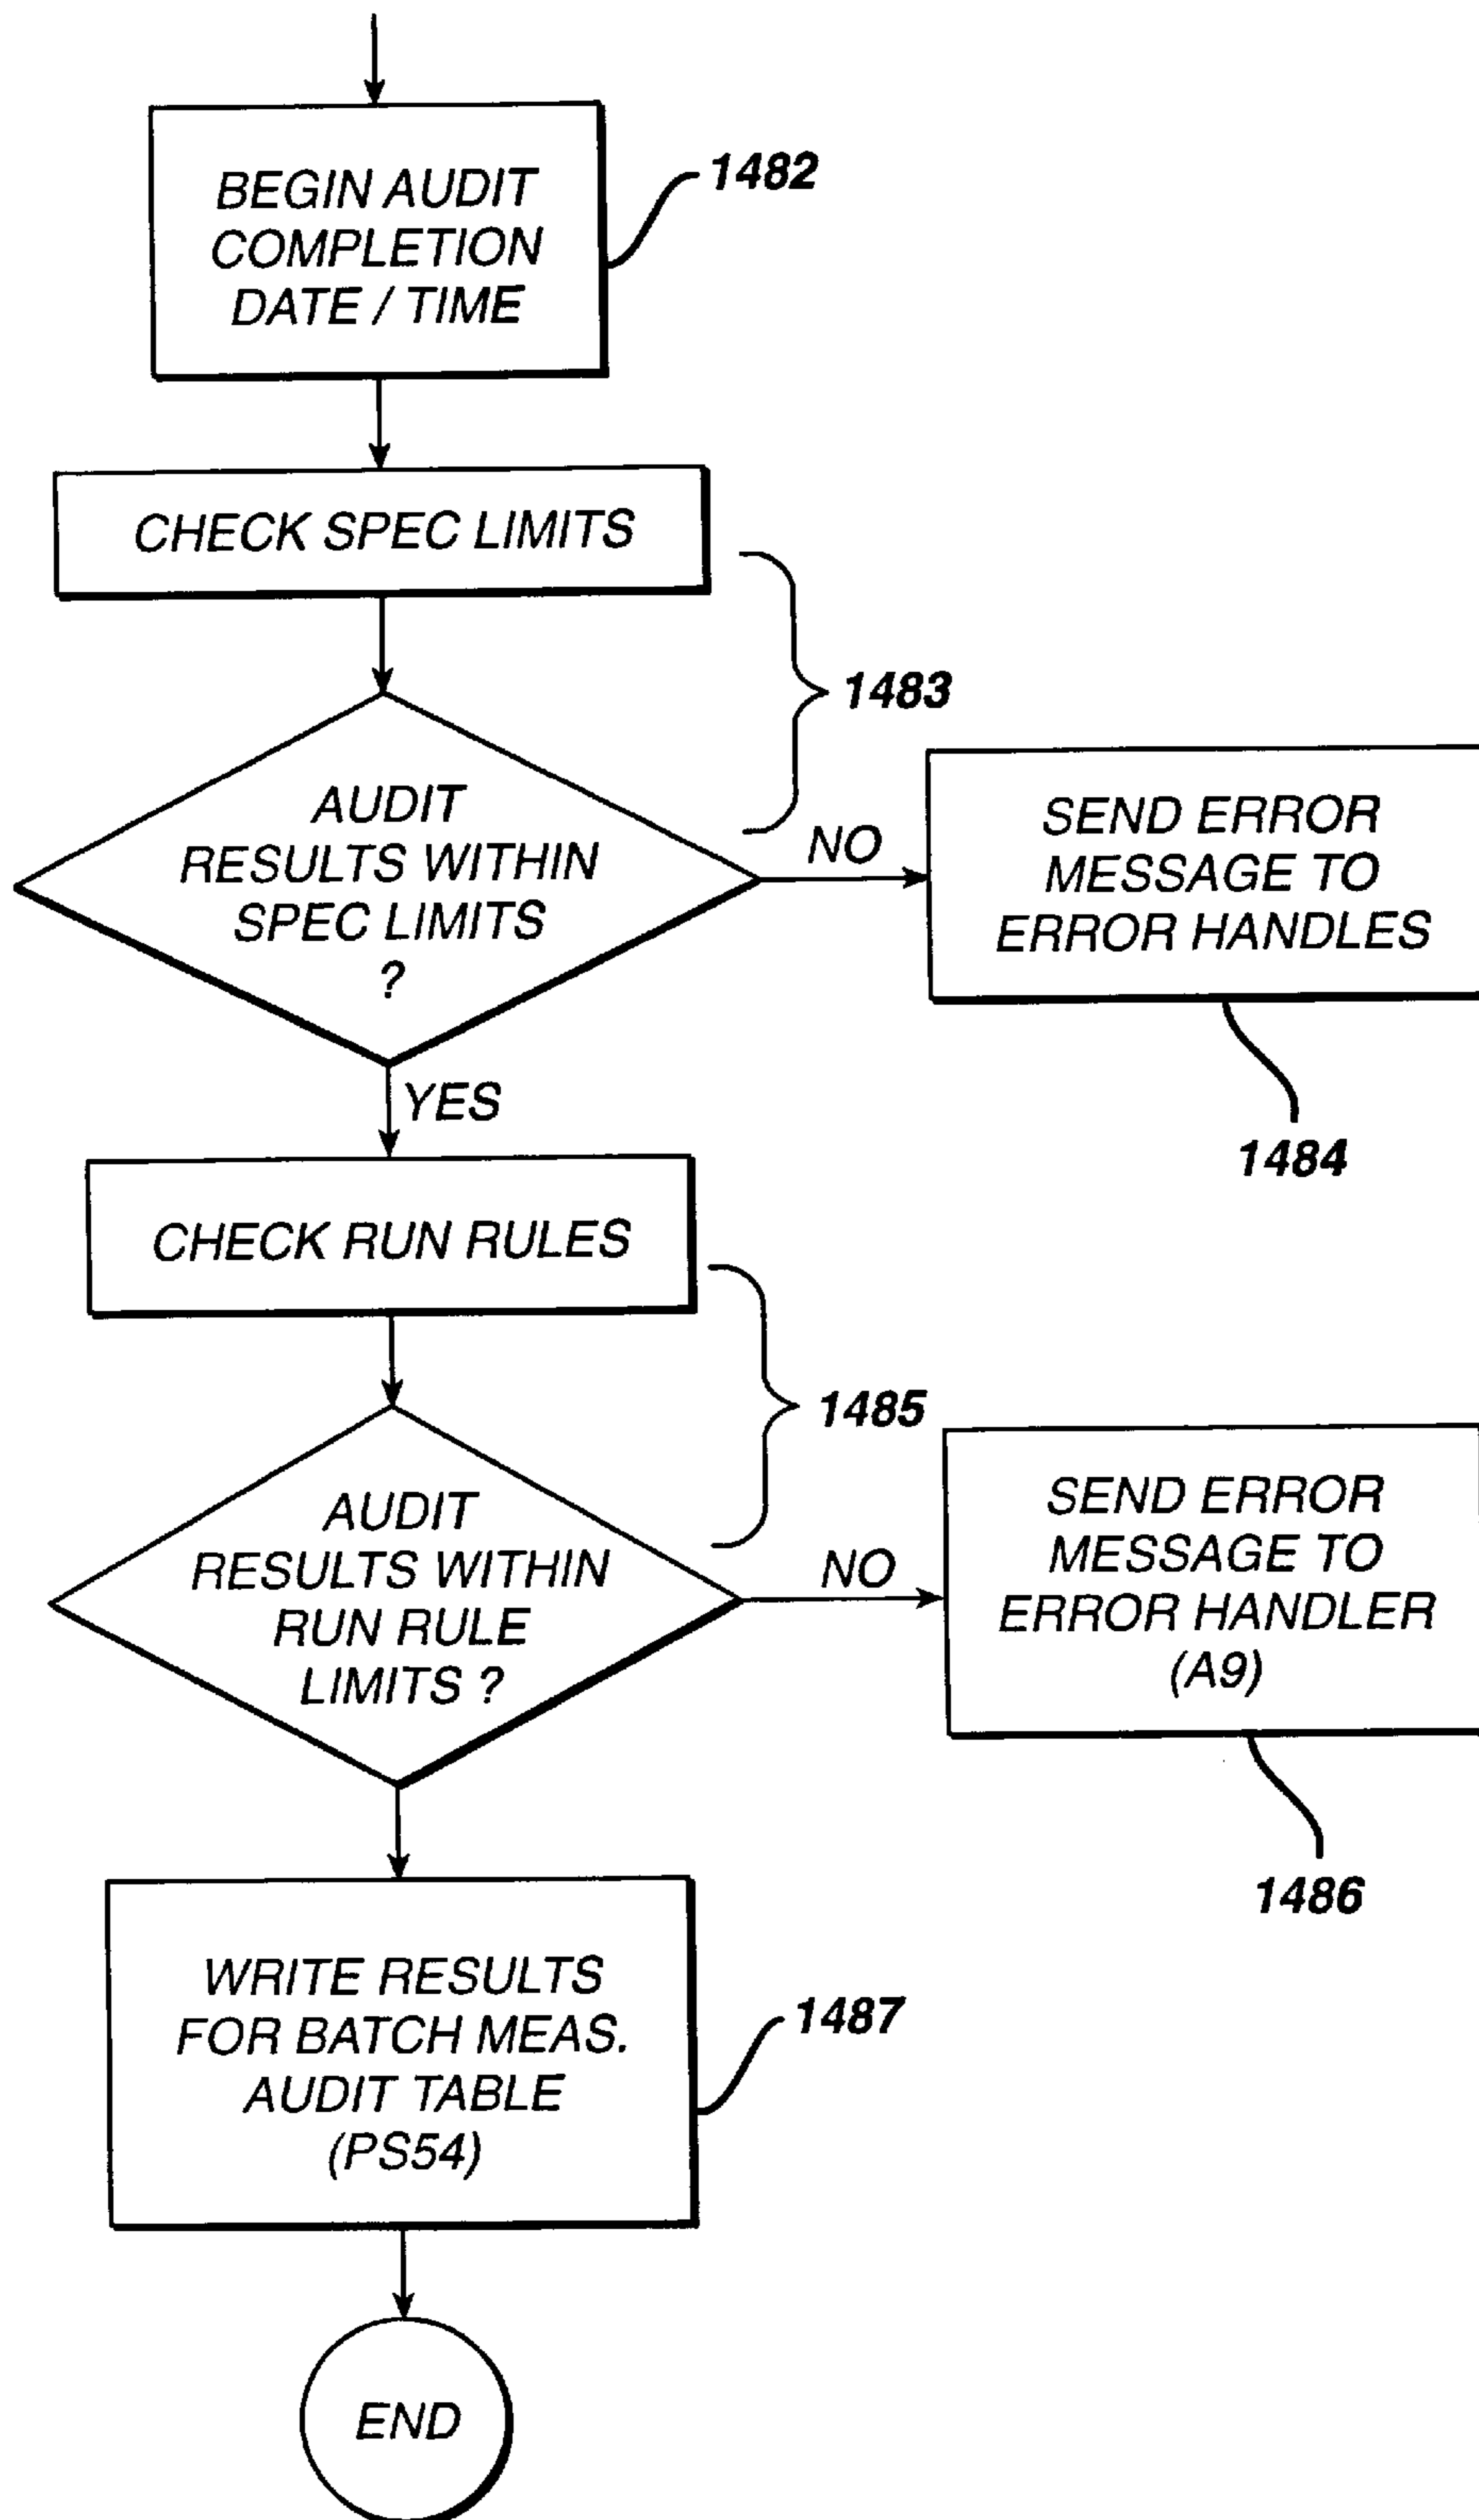 BEGIN AUDIT
COMPLETION
DATE / TIME
1482
CHECK SPEC LIMITS
1483
AUDIT
RESULTS WITHIN
SPEC LIMITS
?
NO
SEND ERROR
MESSAGE TO
ERROR HANDLES
1484
YES
CHECK RUN RULES
1485
AUDIT
RESULTS WITHIN
RUN RULE
LIMITS ?
NO
SEND ERROR
MESSAGE TO
ERROR HANDLER
(A9)
1486
WRITE RESULTS
FOR BATCH MEAS.
AUDIT TABLE
(PS54)
1487
END